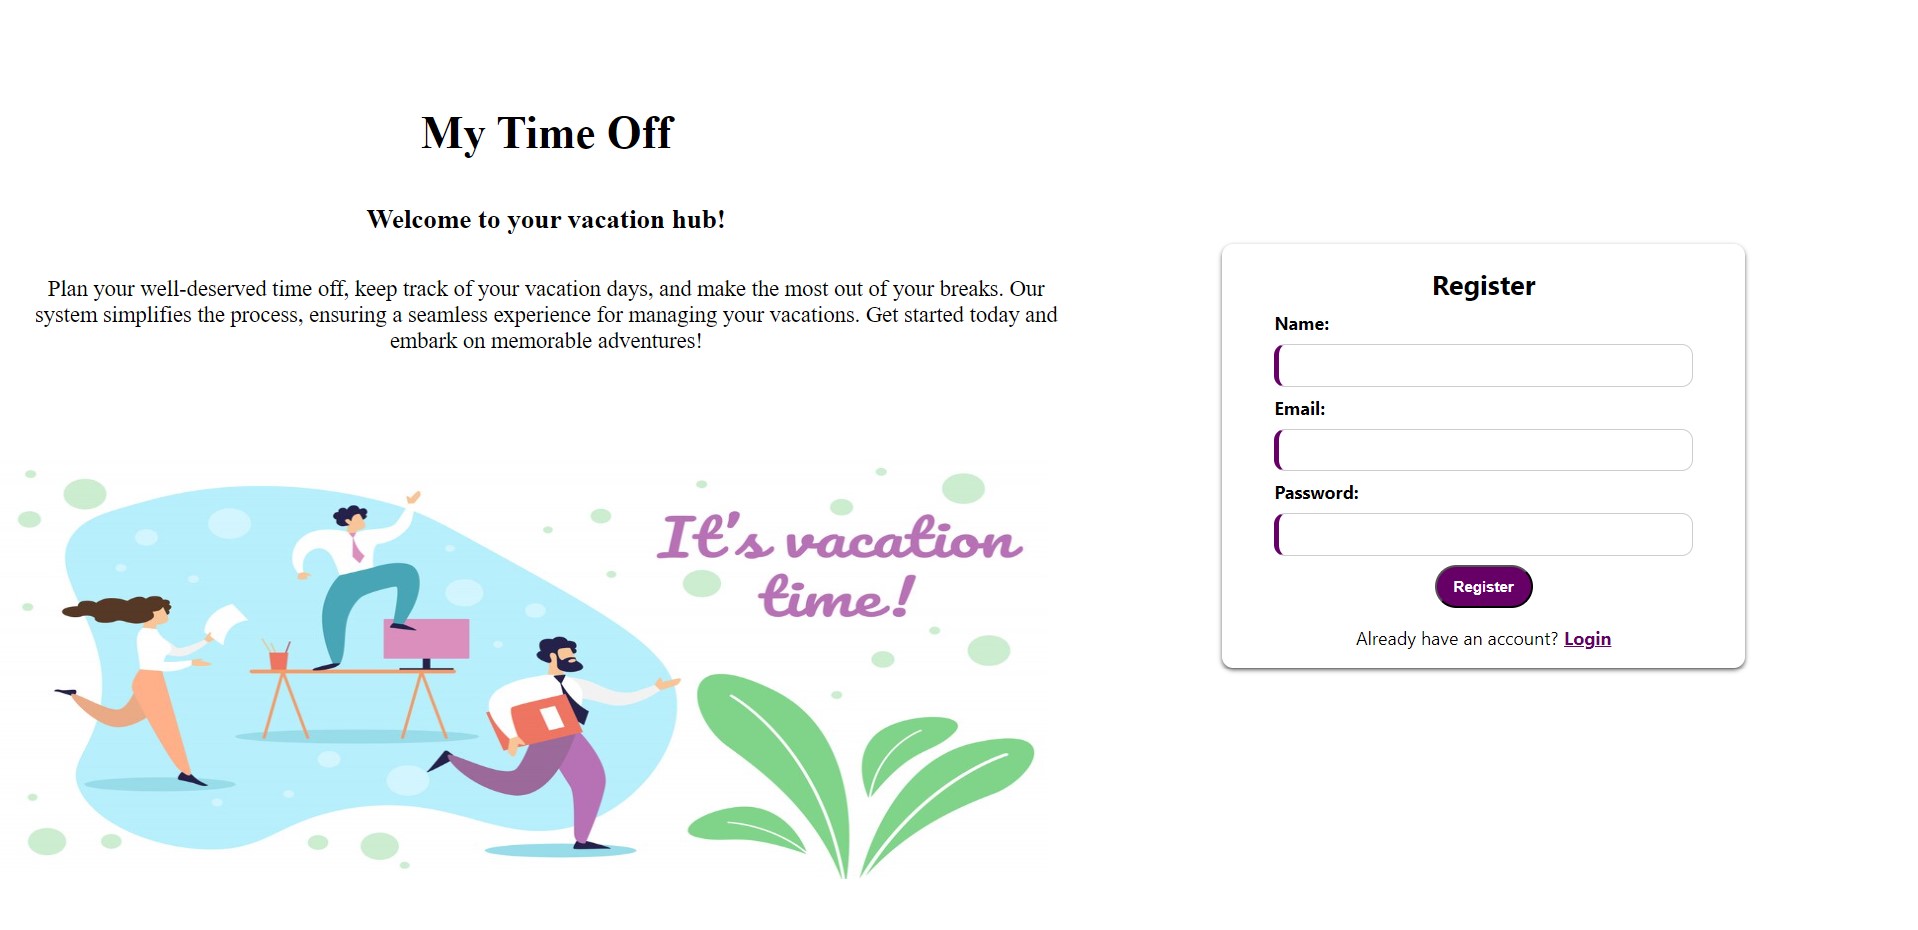 My Time Off
Welcome to your vacation hub!
Plan your well-deserved time off, keep track of your vacation days, and make the most out of your breaks. Our
system simplifies the process, ensuring a seamless experience for managing your vacations. Get started today and
embark on memorable adventures!
It's vacation
time!
Register
Name:
Email:
Password:
Register
Already have an account? Login